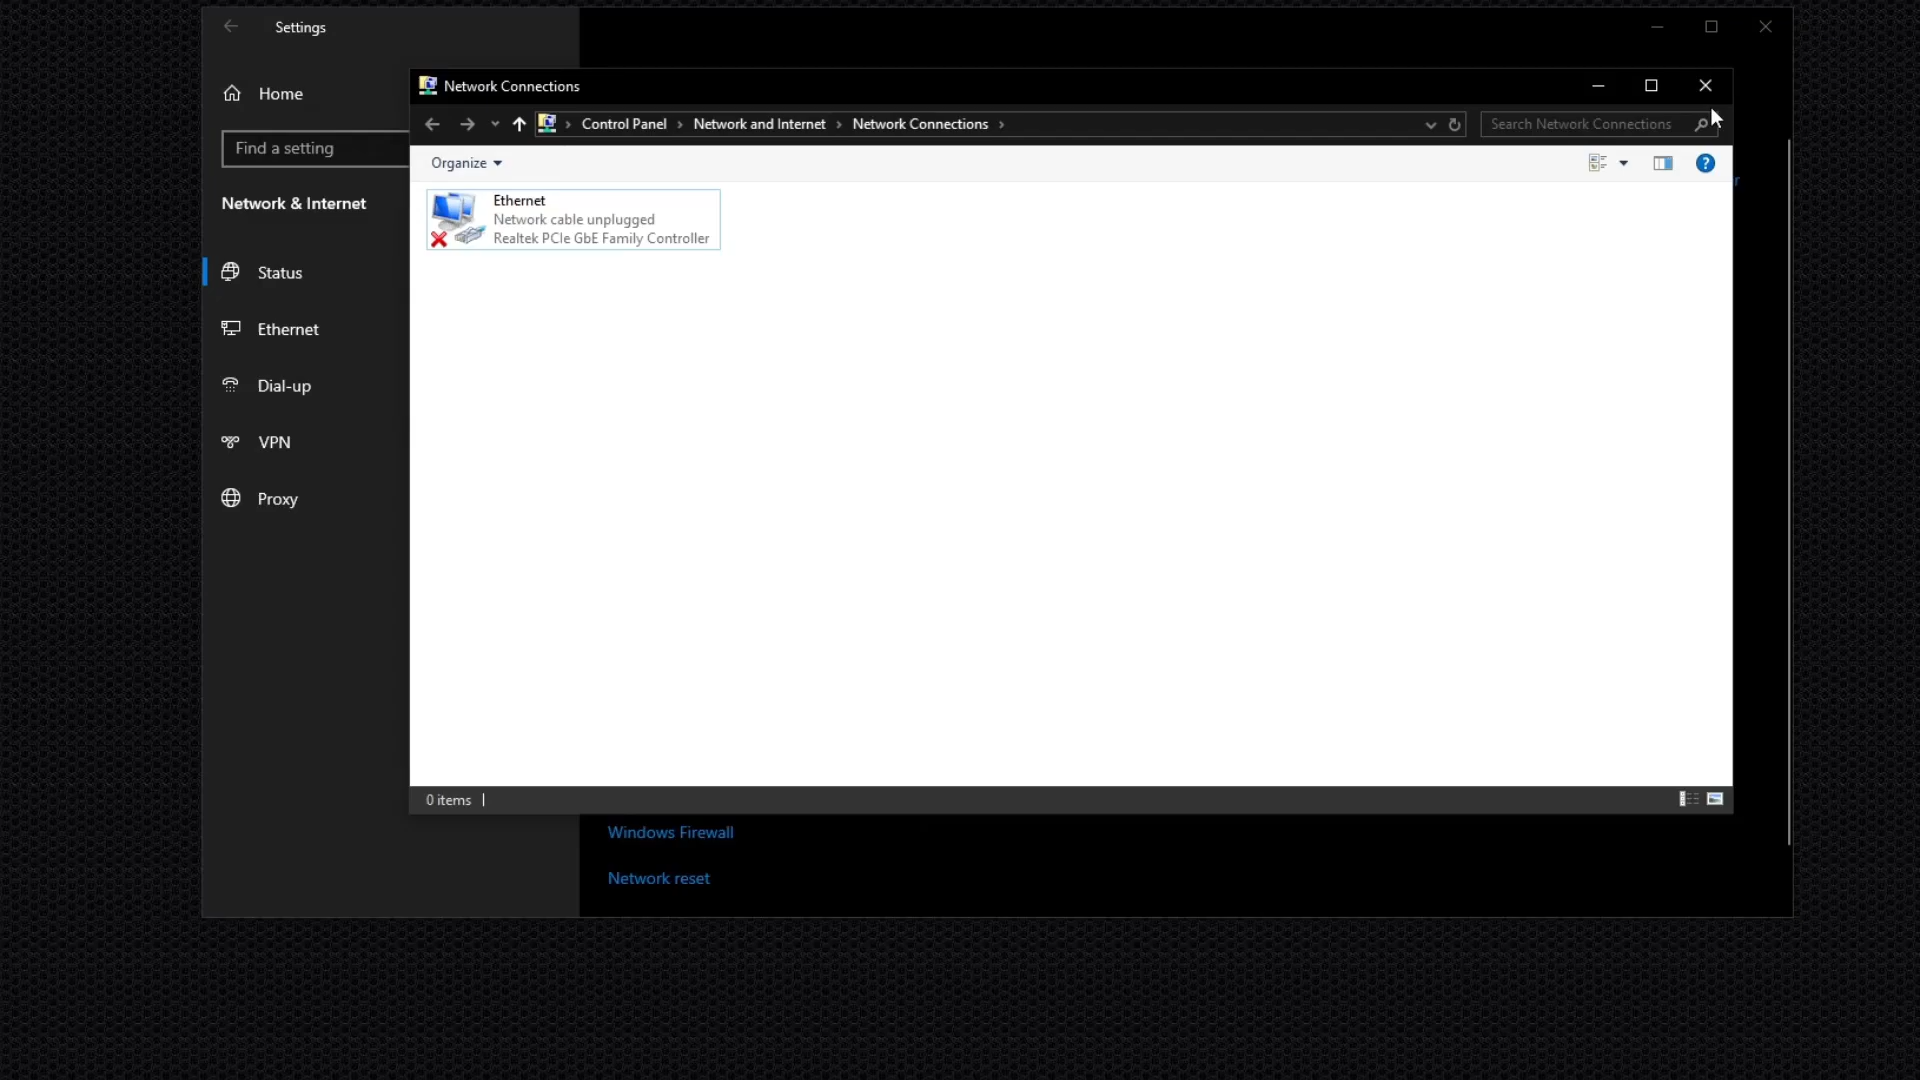 Settings
Home
Find a setting
Network & Internet
Status
Ethernet
Dial-up
VPN
Proxy
Network Connections
Control Panel
Network and Internet
Network Connections
Search Network Connections
Organize
Ethernet
Network cable unplugged
Realtek PCIe GbE Family Controller
0 items
Windows Firewall
Network reset